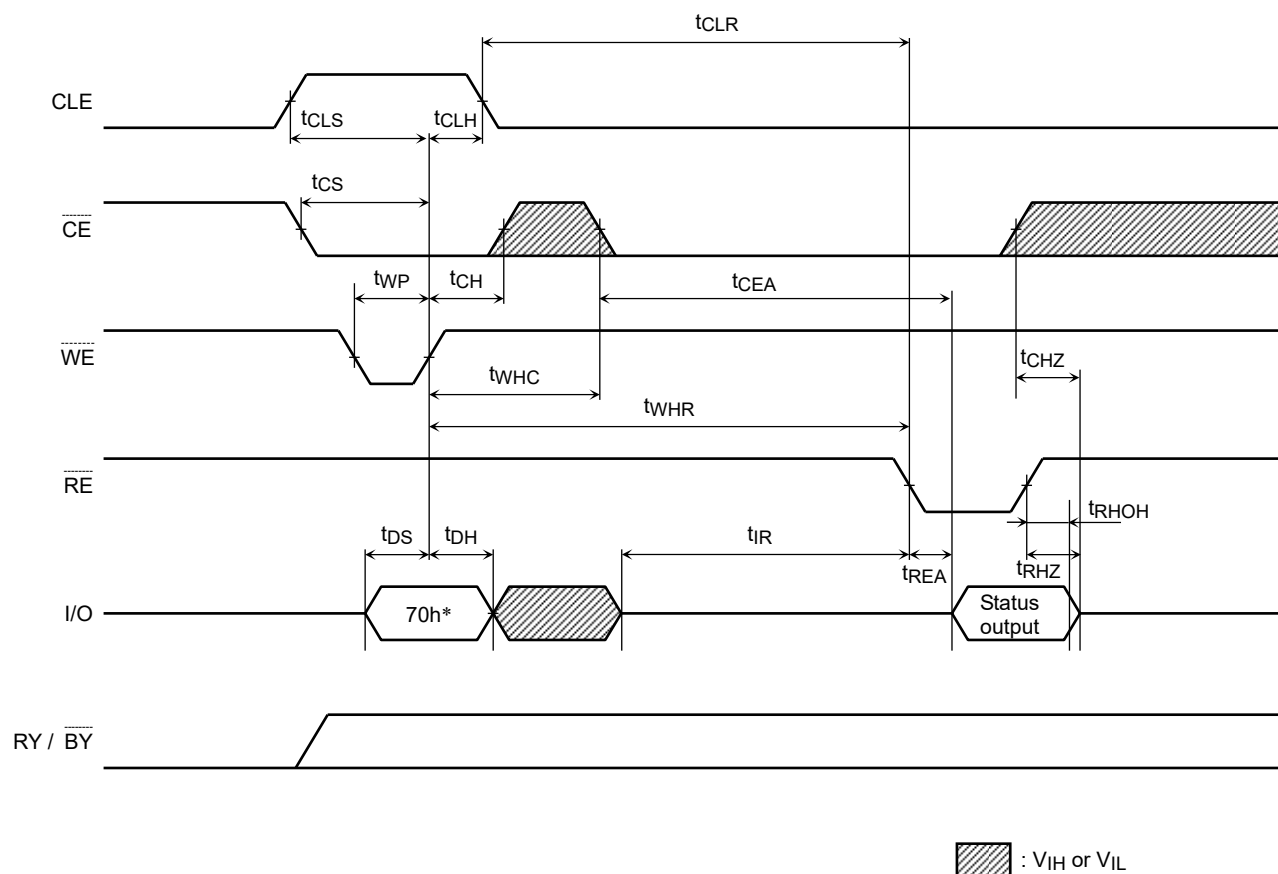 tCLR
CLE
tCLS
tCLH
tCS
CE
tWP
tCH
tCEA
WE
tCHZ
tWHC
tWHR
RE
tRHOH
tDS
tDH
tIR
tREA
tRHZ
I/O
70h*
Status
output
RY / BY
: VIH or VIL